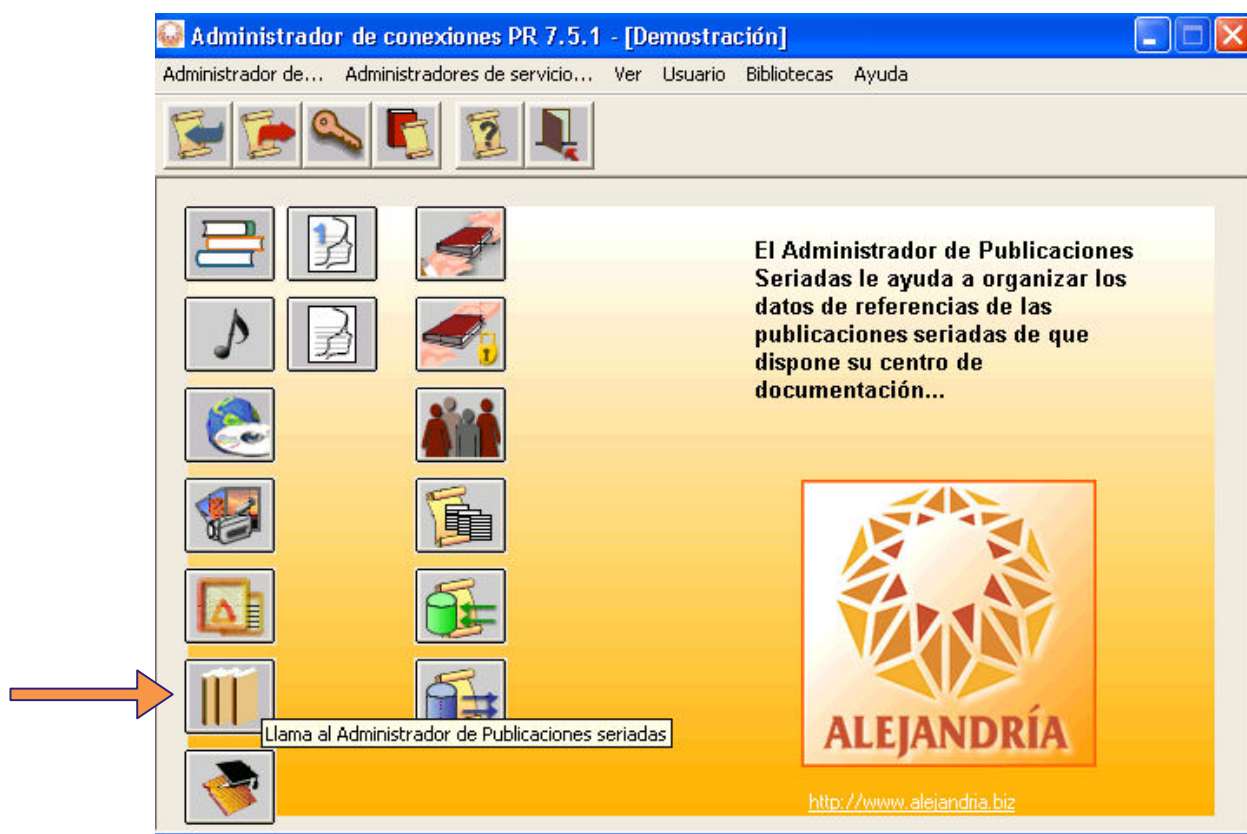 Administrador de conexiones PR 7.5.1 - [Demostración]
Administrador de... Administradores de servicio... Ver Usuario Bibliotecas Ayuda
?
1
El Administrador de Publicaciones
Seriadas le ayuda a organizar los
datos de referencias de las
publicaciones seriadas de que
dispone su centro de
documentación...
Llama al Administrador de Publicaciones seriadas
ALEJANDRÍA
http://www.alejandria.biz